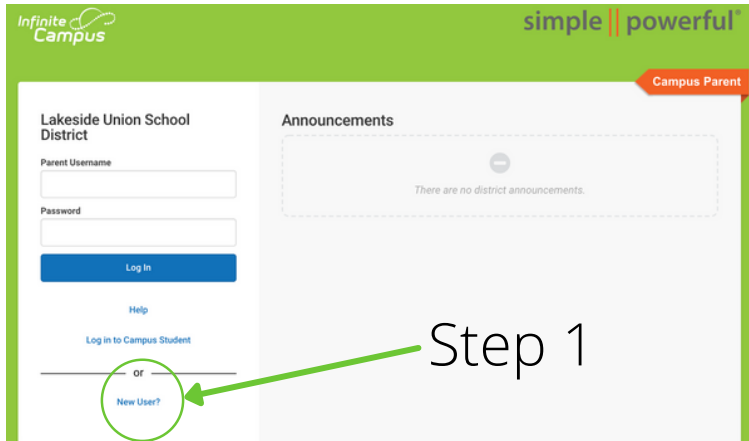 Infinite
Campus
simple || powerful®
Campus Parent
Lakeside Union School
District
Parent Username
Password
Log In
Help
Log in to Campus Student
or
New User?
Announcements
There are no district announcements.
Step 1